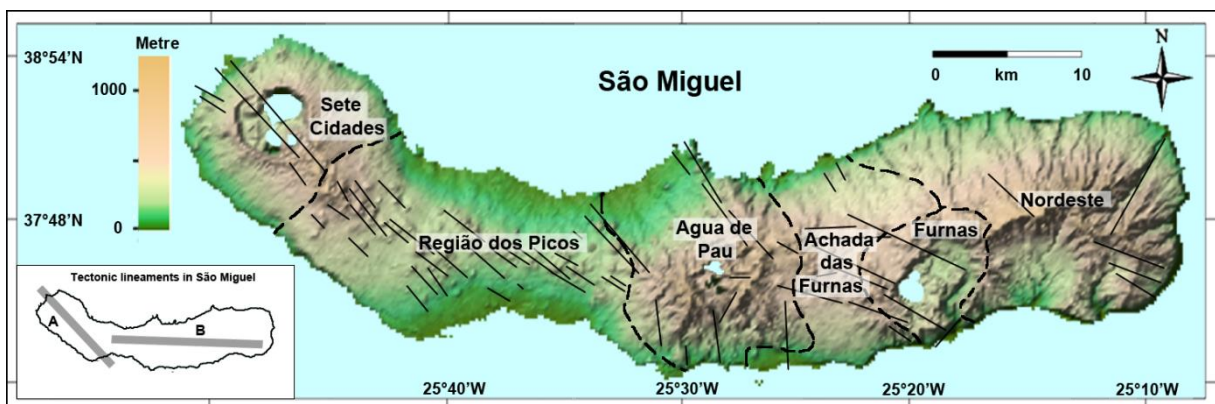 Metre
1000
0
38°54’N
37°48’N
São Miguel
0 km 10
N
Sete
Cidades
Região dos Picos
Agua de
Pau
Achada
das
Furnas
Furnas
Nordeste
Tectonic lineaments in São Miguel
A
B
25°40’W
25°30’W
25°20’W
25°10’W